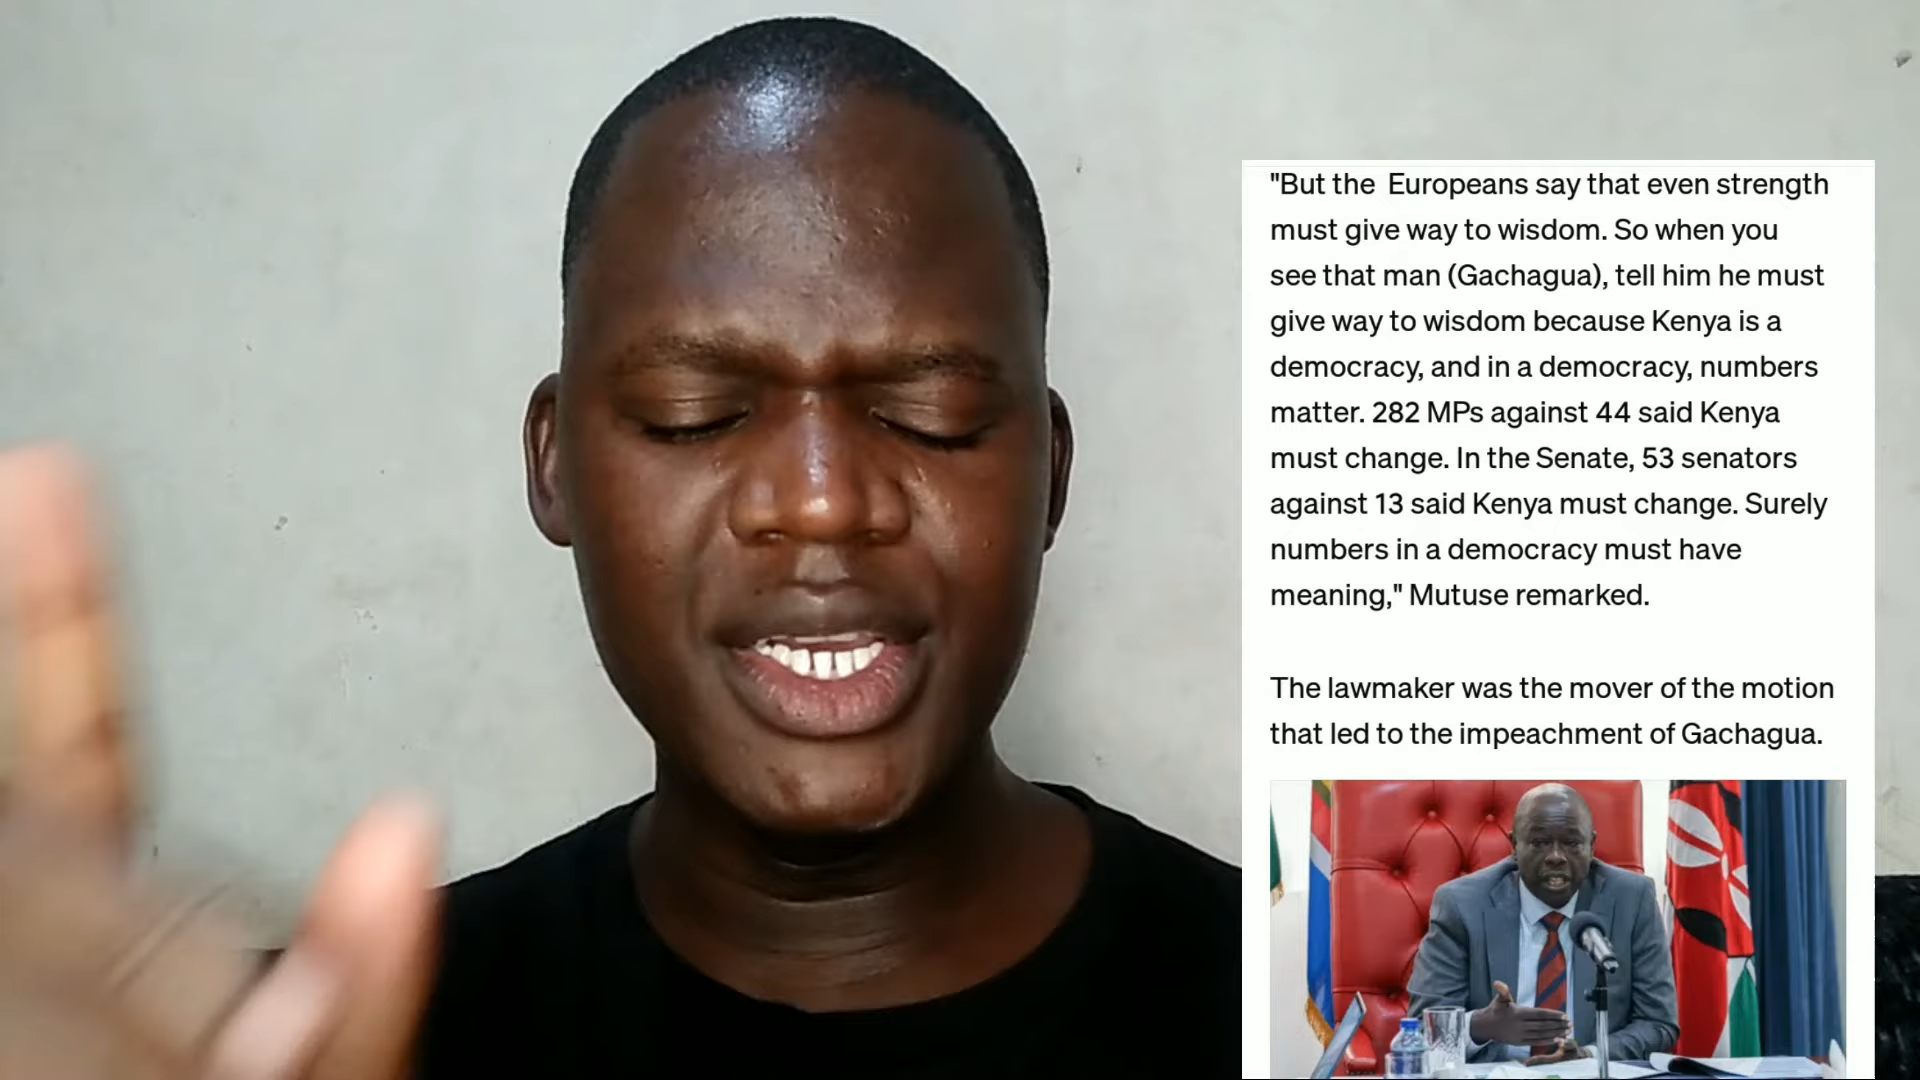 "But the Europeans say that even strength
must give way to wisdom. So when you
see that man (Gachagua), tell him he must
give way to wisdom because Kenya is a
democracy, and in a democracy, numbers
matter. 282 MPs against 44 said Kenya
must change. In the Senate, 53 senators
against 13 said Kenya must change. Surely
numbers in a democracy must have
meaning," Mutuse remarked.
The lawmaker was the mover of the motion
that led to the impeachment of Gachagua.